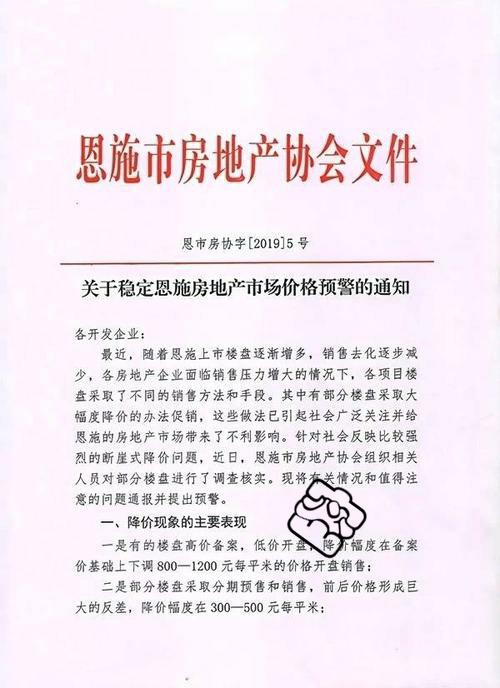 恩施市房地产协会文件
恩市房协字[2019]5号
关于稳定恩施房地产市场价格预警的通知
各开发企业：
最近，随着恩施上市楼盘逐渐增多，销售去化逐步减
少，各房地产企业面临销售压力增大的情况下，各项目楼
盘采取了不同的销售方法和手段。其中有部分楼盘采取大
幅度降价的办法促销，这些做法已引起社会广泛关注并给
恩施的房地产市场带来了不利影响。针对社会反映比较强
烈的断崖式降价问题，近日，恩施市房地产协会组织相关
人员对部分楼盘进行了调查核实。现将有关情况和值得注
意的问题通报并提出预警。
一、降价现象的主要表现
一是有的楼盘高价备案，低价开盘，降价幅度在备案
价基础上下调800—1200元每平米的价格开盘销售；
二是部分楼盘采取分期预售和销售，前后价格形成巨
大的反差，降价幅度在300—500元每平米；